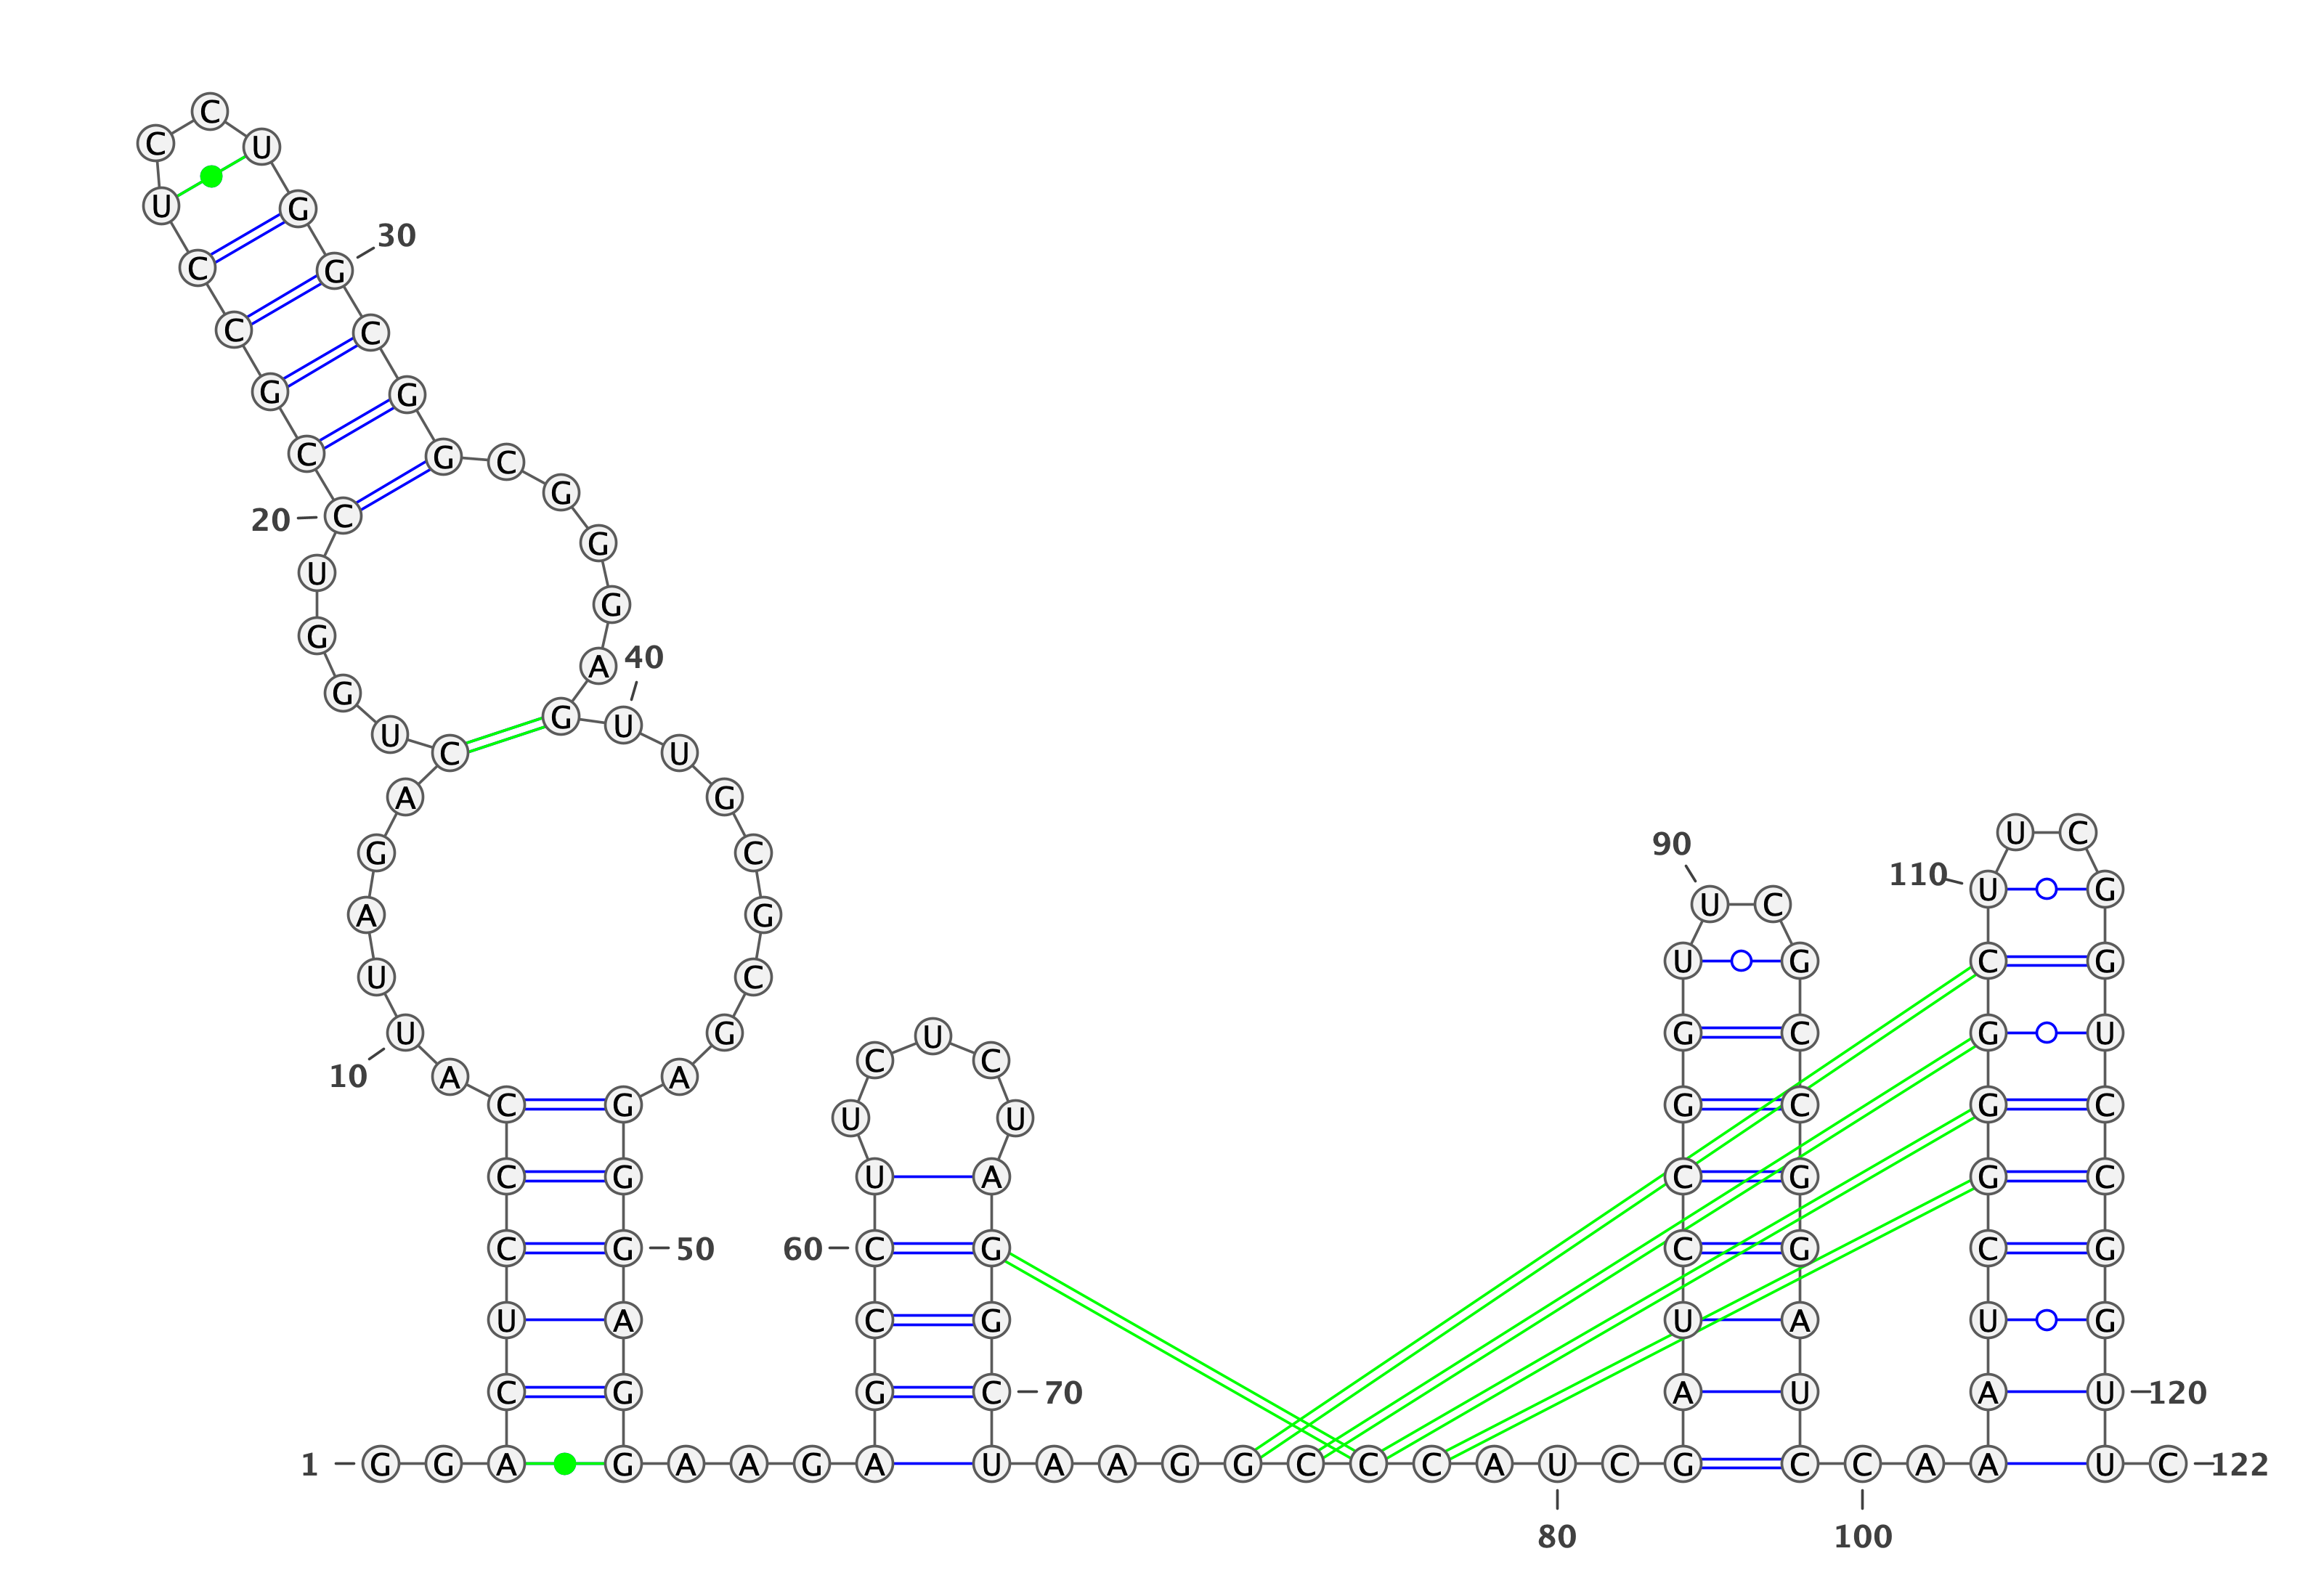 C
C U
U G
30
C G
C C
G G
C G C
G
20 C
G
U
G
G
A 40
G
G U
U C U
A G
U C
90
G C
110
U G
U C
A G
U G C G
U C
U G U G C G U
C C
10 A A
C G G C G C
U U
C G U A C G G C
C G 50 60 C G C G C G
U A C G U A U G
C G G C 70 A U A U 120
1 G G A G A A G A U A A G G C C C A U C G C C A A U C 122
80 100